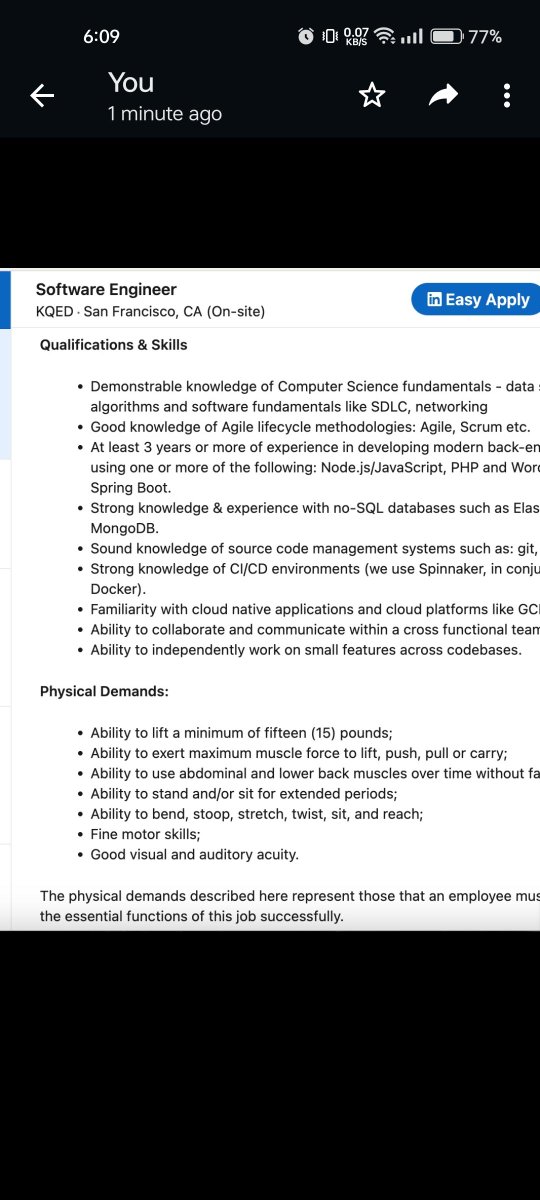 6:09
0.07
KB/S
77%
You
1 minute ago
Software Engineer
KQED · San Francisco, CA (On-site)
in Easy Apply
Qualifications & Skills
• Demonstrable knowledge of Computer Science fundamentals - data
algorithms and software fundamentals like SDLC, networking
• Good knowledge of Agile lifecycle methodologies: Agile, Scrum etc.
• At least 3 years or more of experience in developing modern back-en
using one or more of the following: Node.js/JavaScript, PHP and Word
Spring Boot.
• Strong knowledge & experience with no-SQL databases such as Elas
MongoDB.
• Sound knowledge of source code management systems such as: git,
• Strong knowledge of CI/CD environments (we use Spinnaker, in conju
Docker).
• Familiarity with cloud native applications and cloud platforms like GC
• Ability to collaborate and communicate within a cross functional team
• Ability to independently work on small features across codebases.
Physical Demands:
• Ability to lift a minimum of fifteen (15) pounds;
• Ability to exert maximum muscle force to lift, push, pull or carry;
• Ability to use abdominal and lower back muscles over time without fa
• Ability to stand and/or sit for extended periods;
• Ability to bend, stoop, stretch, twist, sit, and reach;
• Fine motor skills;
• Good visual and auditory acuity.
The physical demands described here represent those that an employee mus
the essential functions of this job successfully.